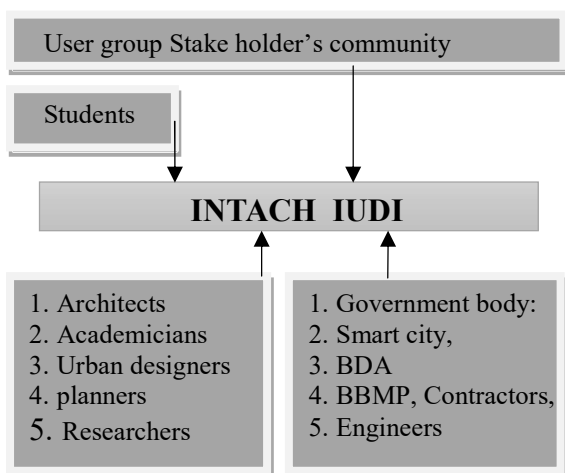 User group Stake holder’s community
Students
INTACH IUDI
1. Architects
2. Academicians
3. Urban designers
4. planners
5. Researchers
1. Government body:
2. Smart city,
3. BDA
4. BBMP, Contractors,
5. Engineers